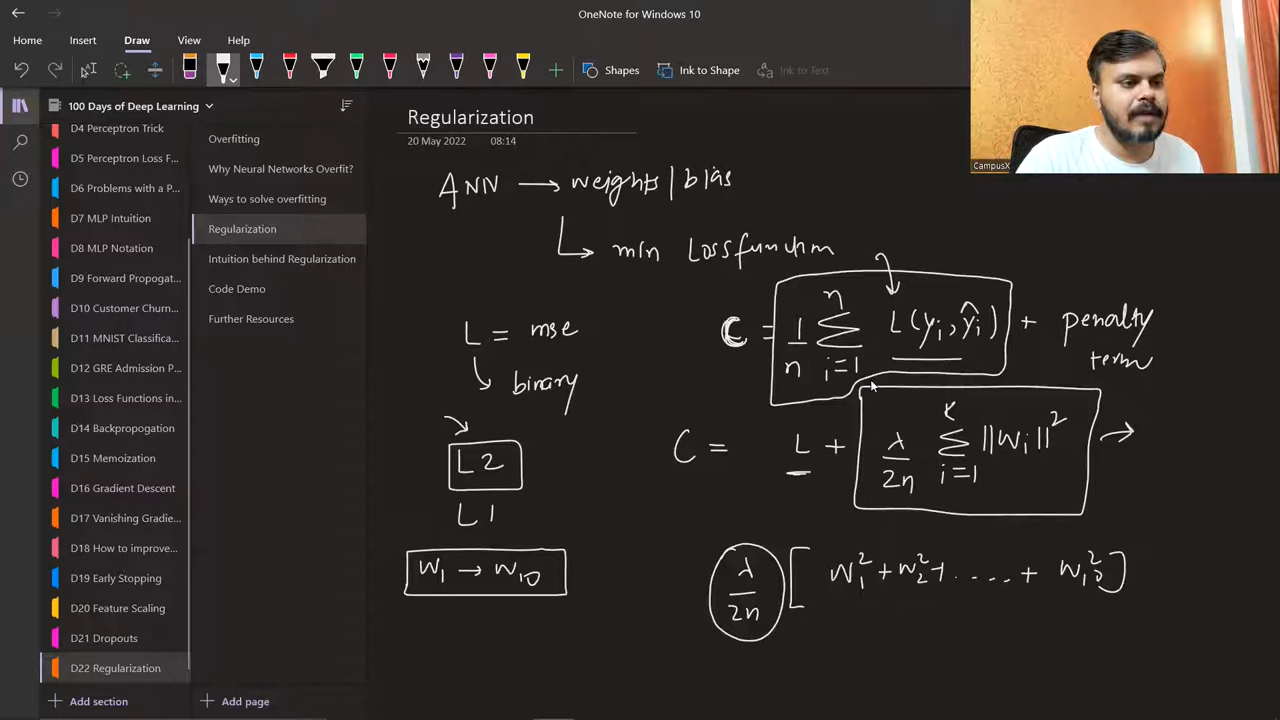 OneNote for Windows 10
Home Insert Draw View Help
Shapes Ink to Shape Ink to Text
100 Days of Deep Learning
D4 Perceptron Trick
D5 Perceptron Loss F...
D6 Problems with a P...
D7 MLP Intuition
D8 MLP Notation
D9 Forward Propogat...
D10 Customer Churn...
D11 MNIST Classifica...
D12 GRE Admission P...
D13 Loss Functions in...
D14 Backpropogation
D15 Memoization
D16 Gradient Descent
D17 Vanishing Gradie...
D18 How to improve...
D19 Early Stopping
D20 Feature Scaling
D21 Dropouts
D22 Regularization
Add section
Overfitting
Why Neural Networks Overfit?
Ways to solve overfitting
Regularization
Intuition behind Regularization
Code Demo
Further Resources
Add page
Regularization
20 May 2022 08:14
ANN → weights | bias
↳ min Loss function
L = mse
↳ binary
C = 1/n Σ_{i=1}^{n} L(yᵢ, ŷᵢ) + penalty
term
C = L + λ/2n Σ_{i=1}^{k} ||Wᵢ||² →
L2
L1
W₁ → W₁₀
λ/2n [ W₁² + W₂² + ..... + W₁₀² ]
CampusX